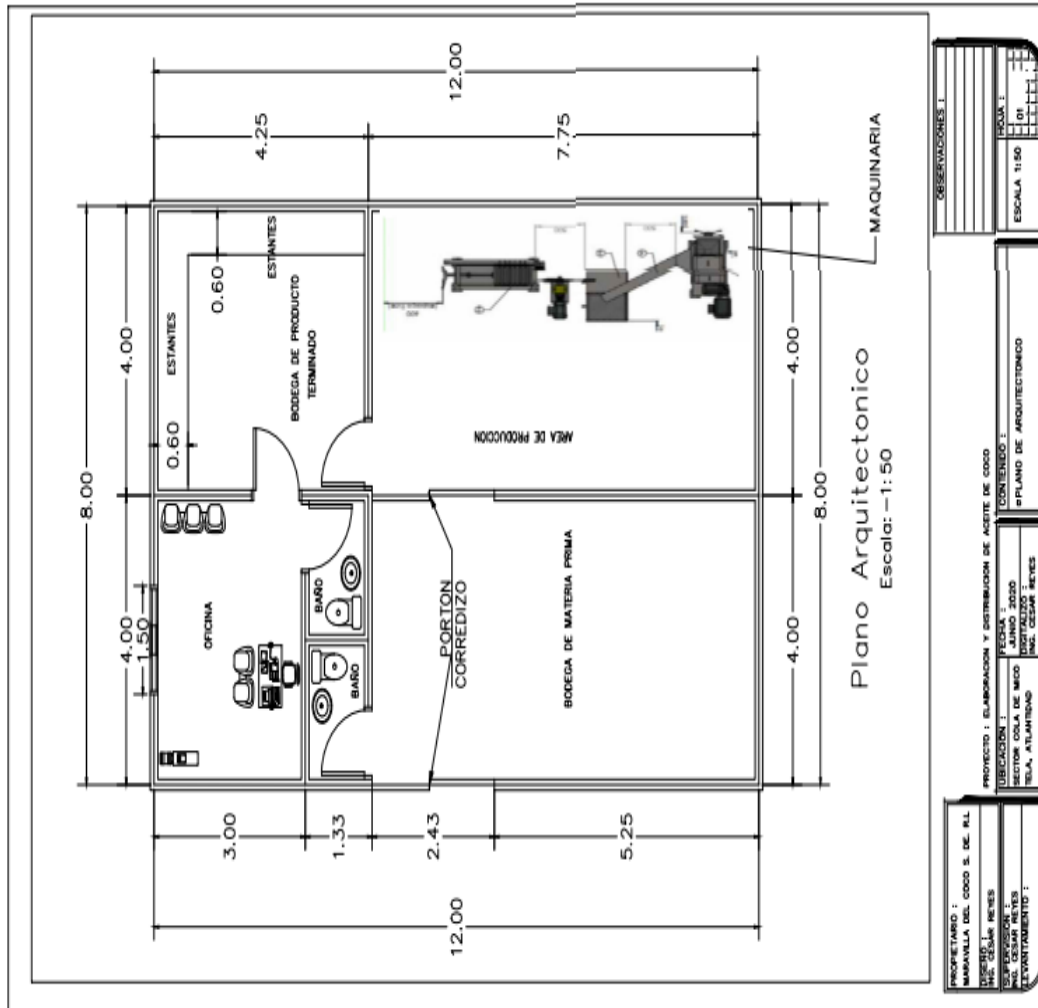 12.00
4.25
7.75
8.00
4.00
4.00
1.50
ESTANTES
0.60
ESTANTES
0.60
BODEGA DE PRODUCTO
TERMINADO
OFICINA
BAÑO
BAÑO
PORTON
CORREDIZO
AREA DE PRODUCCION
BODEGA DE MATERIA PRIMA
MAQUINARIA
3.00
1.33
2.43
5.25
12.00
4.00
4.00
8.00
Plano Arquitectonico
Escala:-1:50
PROPIETARIO :
MARAVILLA DEL COCO S. DE. R.L
DISEÑO :
ING. CÉSAR REYES
SUPERVISION :
ING. CESAR REYES
LEVANTAMIENTO :
PROYECTO : ELABORACION Y DISTRIBUCION DE ACEITE DE COCO
UBICACIÓN :
SECTOR COLA DE MICO
TELA, ATLANTIDAD
FECHA :
JUNIO 2020
DIGITALIZO :
ING. CESAR REYES
CONTENIDO :
PLANO DE ARQUITECTONICO
OBSERVACIONES :
ESCALA 1:50
HOJA :
01